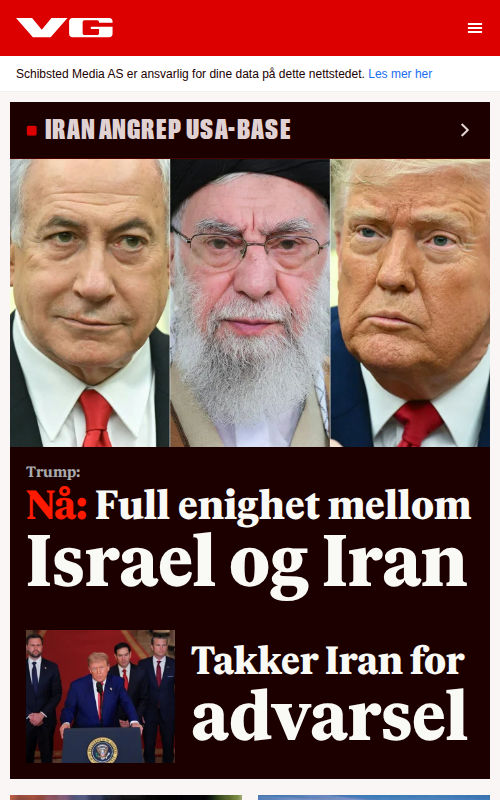 VG
Schibsted Media AS er ansvarlig for dine data på dette nettstedet. Les mer her
IRAN ANGREP USA-BASE
Trump:
Nå: Full enighet mellom
Israel og Iran
Takker Iran for
advarsel